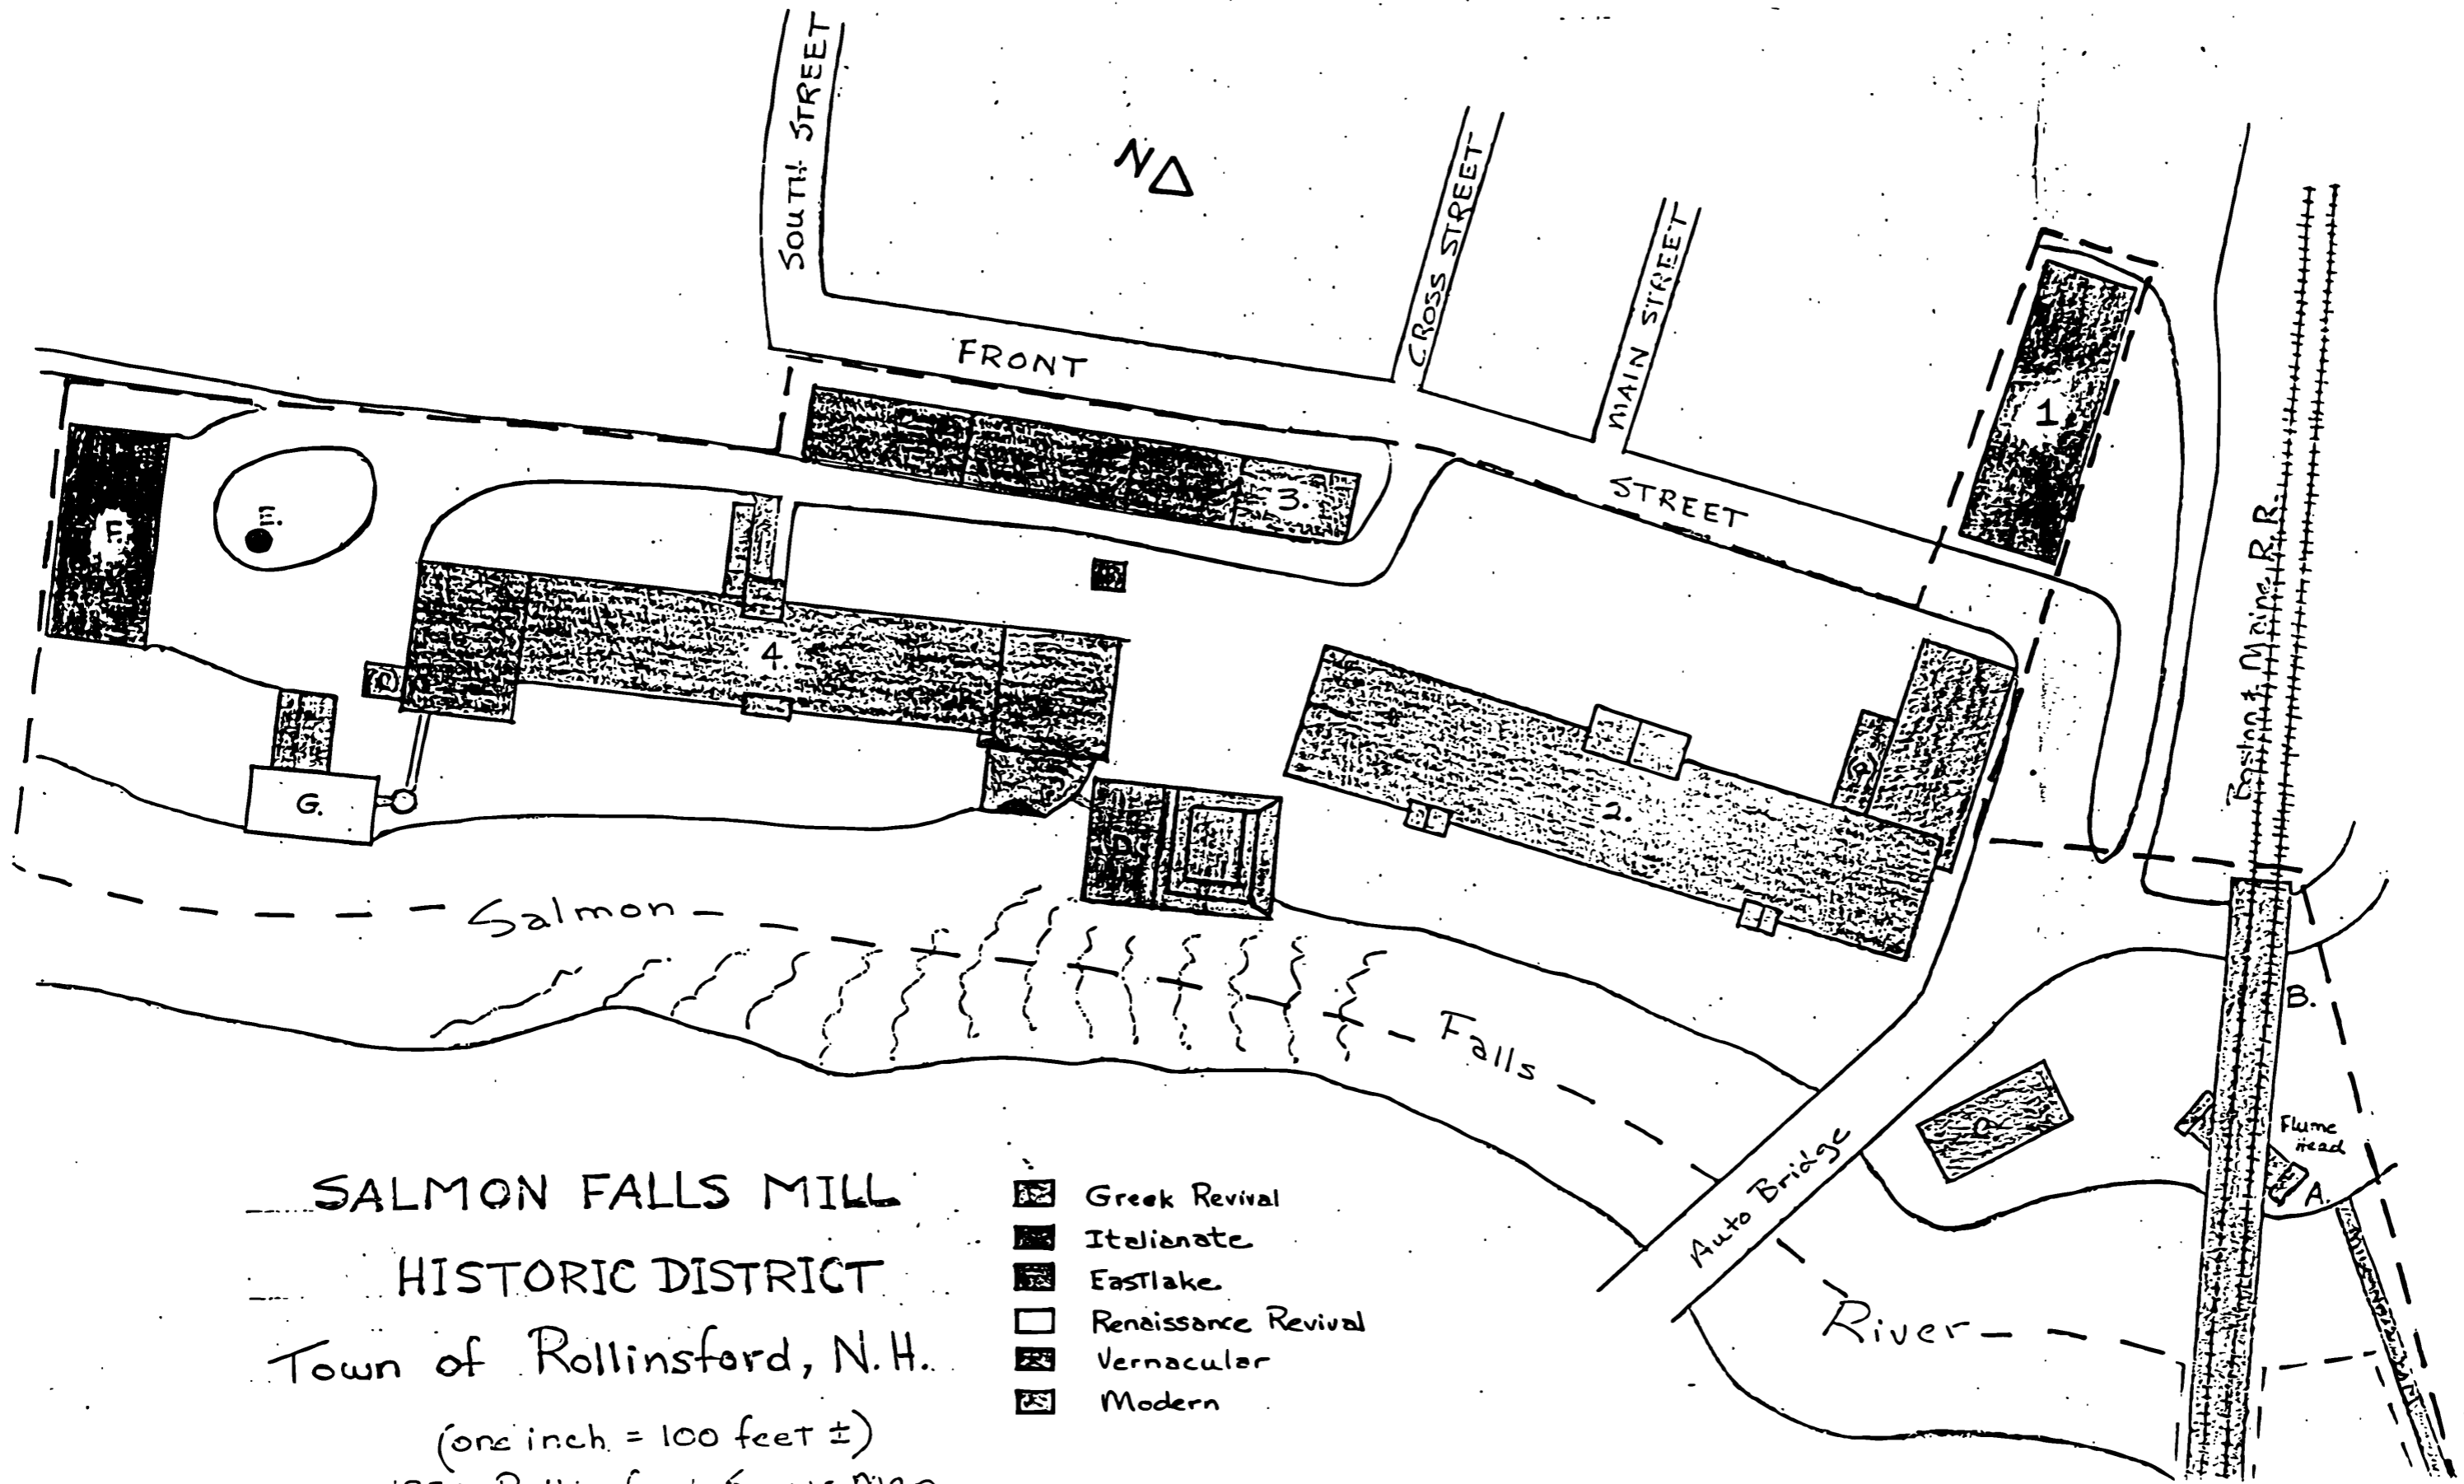 SOUTH STREET
N
CROSS STREET
MAIN STREET
FRONT
STREET
1
Boston & Maine R.R.
3.
E.
E.
4.
D
2.
G.
Salmon
Falls
B.
Flume
Head
A.
Auto Bridge
River
SALMON FALLS MILL
HISTORIC DISTRICT
Town of Rollinsford, N.H.
(one inch = 100 feet ±)
Greek Revival
Italianate
Eastlake
Renaissance Revival
Vernacular
Modern